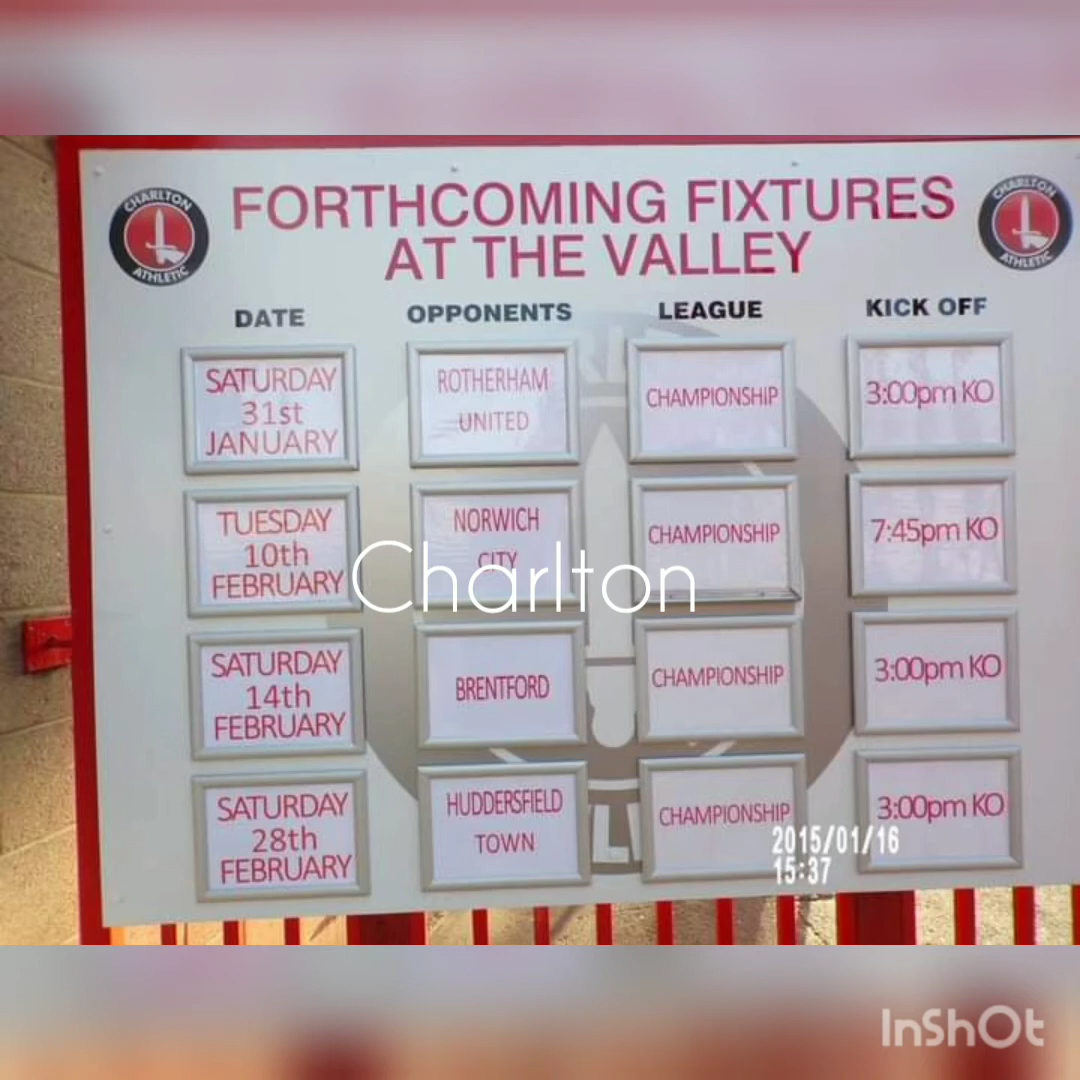 FORTHCOMING FIXTURES
AT THE VALLEY
CHARLTON
ATHLETIC
CHARLTON
ATHLETIC
DATE
OPPONENTS
LEAGUE
KICK OFF
SATURDAY
31st
JANUARY
ROTHERHAM
UNITED
CHAMPIONSHIP
3:00pm KO
TUESDAY
10th
FEBRUARY
NORWICH
CITY
CHAMPIONSHIP
7:45pm KO
Charlton
SATURDAY
14th
FEBRUARY
BRENTFORD
CHAMPIONSHIP
3:00pm KO
SATURDAY
28th
FEBRUARY
HUDDERSFIELD
TOWN
CHAMPIONSHIP
3:00pm KO
2015/01/16
15:37
InShOt